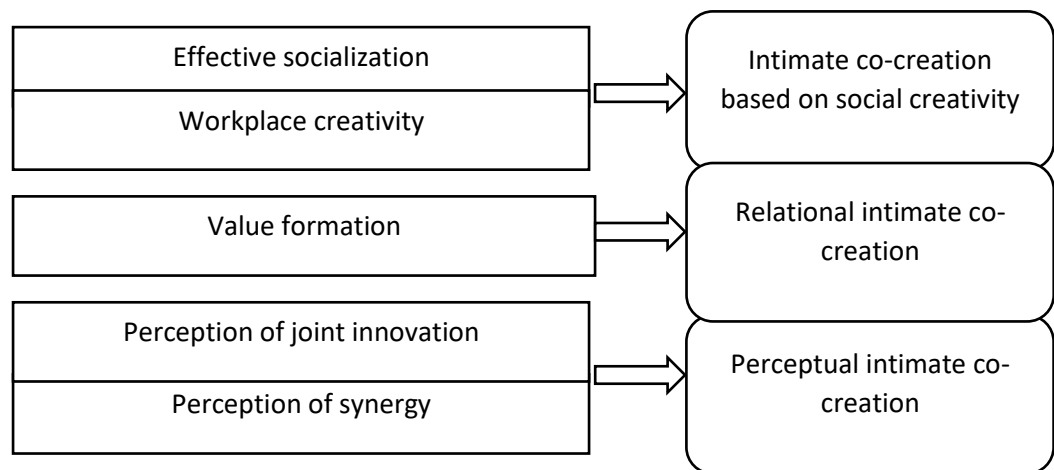 Effective socialization
Workplace creativity
Intimate co-creation
based on social creativity
Value formation
Relational intimate co-
creation
Perception of joint innovation
Perception of synergy
Perceptual intimate co-
creation